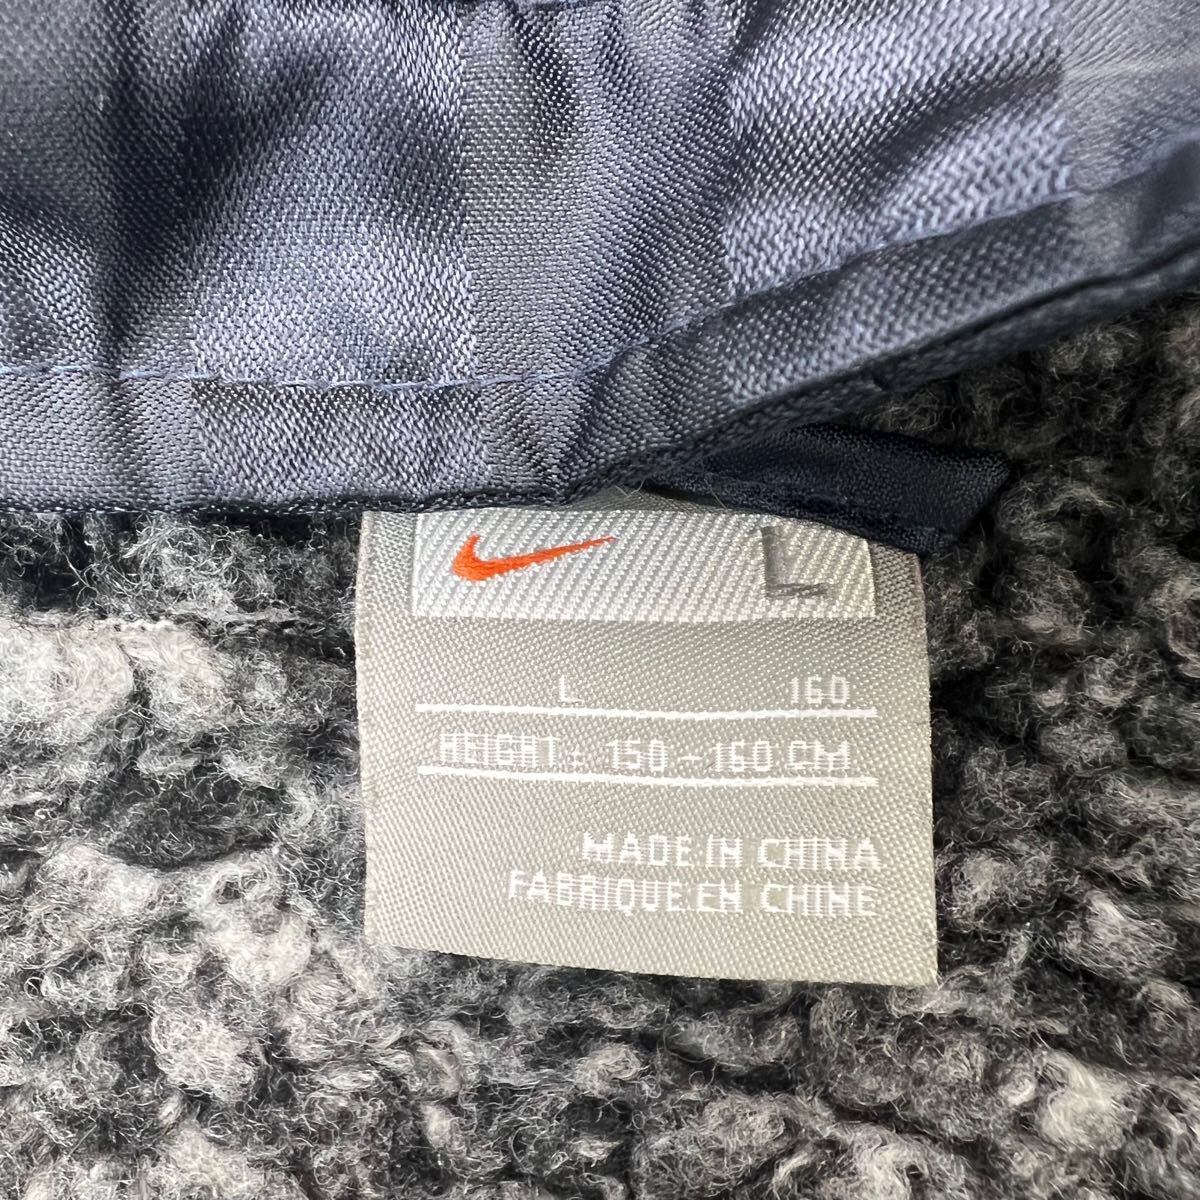 L
L 160
HEIGHT : 150 - 160 CM
MADE IN CHINA
FABRIQUE EN CHINE